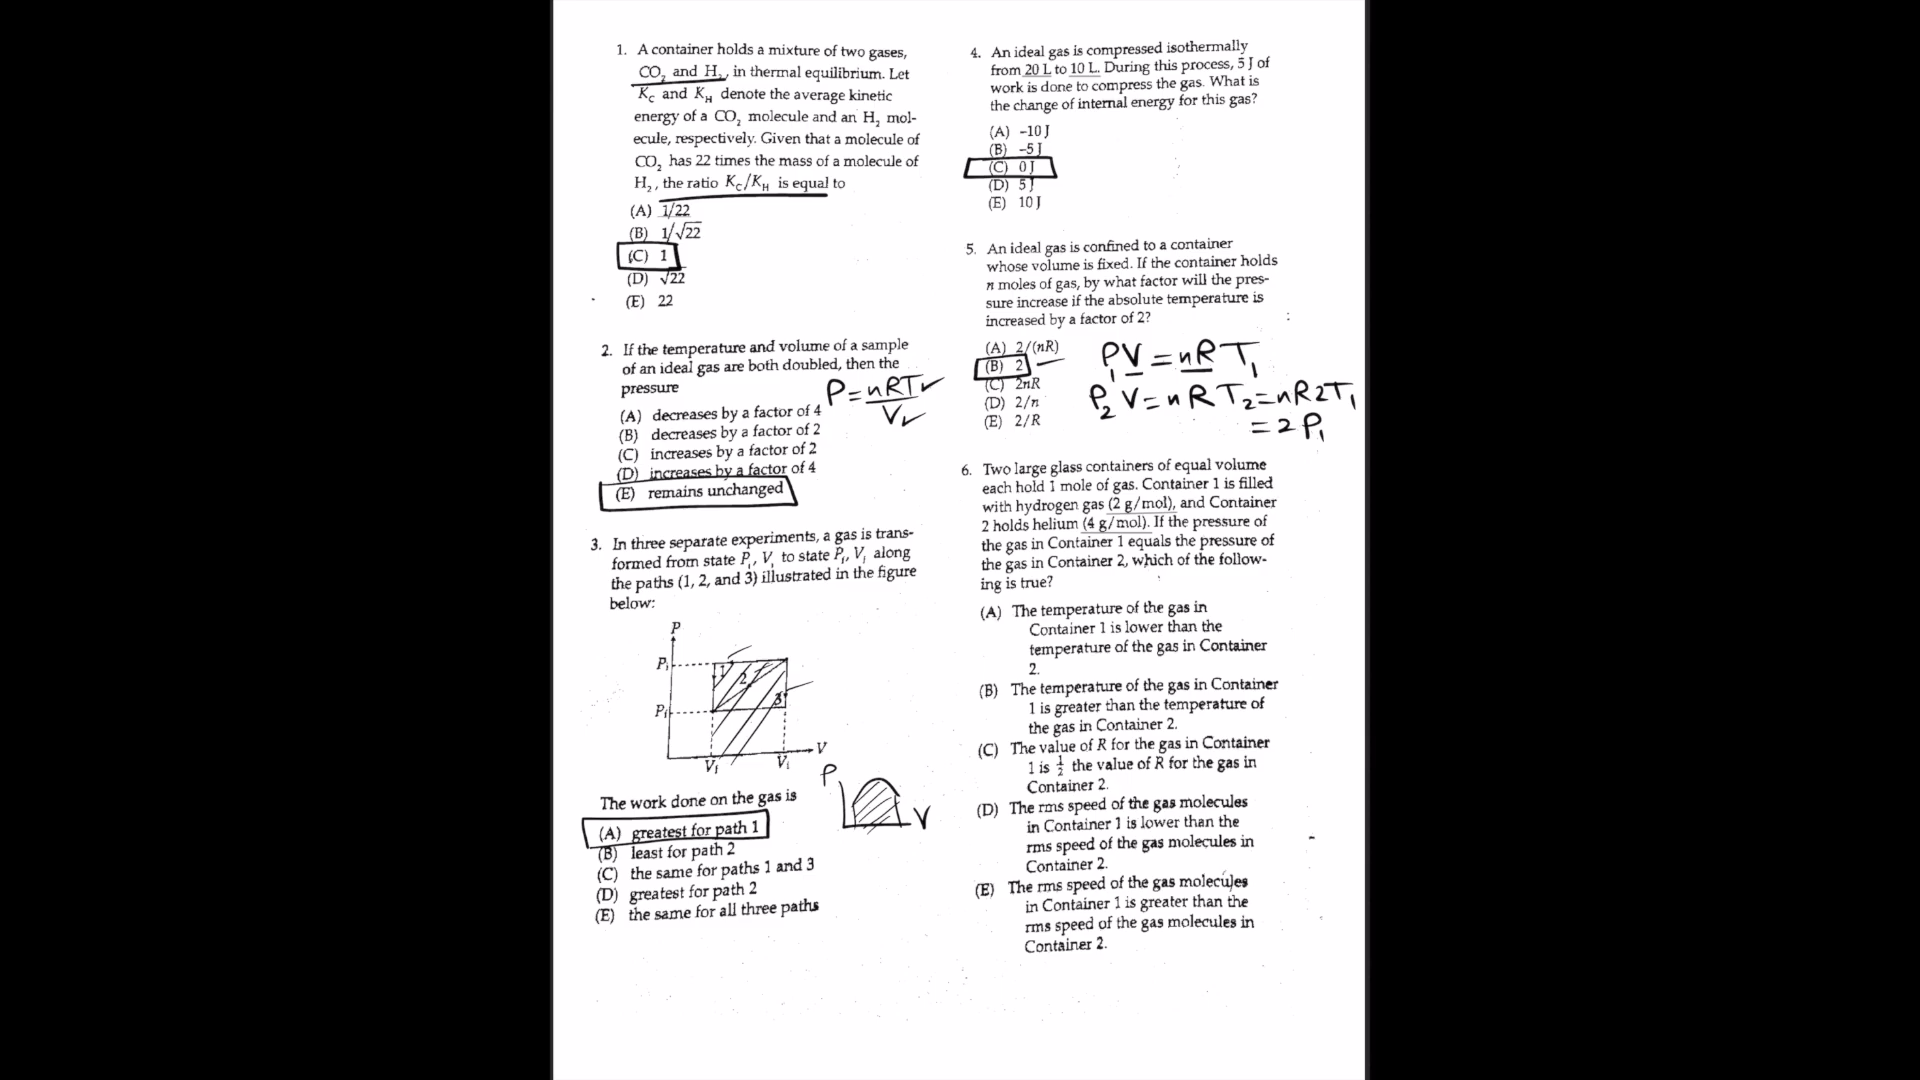 1. A container holds a mixture of two gases,
CO₂ and H₂, in thermal equilibrium. Let
K_C and K_H denote the average kinetic
energy of a CO₂ molecule and an H₂ mol-
ecule, respectively. Given that a molecule of
CO₂ has 22 times the mass of a molecule of
H₂, the ratio K_C/K_H is equal to
(A) 1/22
(B) 1/√22
(C) 1
(D) √22
(E) 22
2. If the temperature and volume of a sample
of an ideal gas are both doubled, then the
pressure
(A) decreases by a factor of 4
(B) decreases by a factor of 2
(C) increases by a factor of 2
(D) increases by a factor of 4
(E) remains unchanged
P = nRT
V
3. In three separate experiments, a gas is trans-
formed from state Pᵢ, Vᵢ to state P_f, V_f along
the paths (1, 2, and 3) illustrated in the figure
below:
P
Pᵢ
1
2
3
P_f
V_f
Vᵢ
V
The work done on the gas is
(A) greatest for path 1
(B) least for path 2
(C) the same for paths 1 and 3
(D) greatest for path 2
(E) the same for all three paths
P
V
4. An ideal gas is compressed isothermally
from 20 L to 10 L. During this process, 5 J of
work is done to compress the gas. What is
the change of internal energy for this gas?
(A) –10 J
(B) –5 J
(C) 0 J
(D) 5 J
(E) 10 J
5. An ideal gas is confined to a container
whose volume is fixed. If the container holds
n moles of gas, by what factor will the pres-
sure increase if the absolute temperature is
increased by a factor of 2?
(A) 2/(nR)
(B) 2
(C) 2nR
(D) 2/n
(E) 2/R
P₁V = nRT₁
P₂V = nRT₂ = nR2T₁
= 2P₁
6. Two large glass containers of equal volume
each hold 1 mole of gas. Container 1 is filled
with hydrogen gas (2 g/mol), and Container
2 holds helium (4 g/mol). If the pressure of
the gas in Container 1 equals the pressure of
the gas in Container 2, which of the follow-
ing is true?
(A) The temperature of the gas in
Container 1 is lower than the
temperature of the gas in Container
2.
(B) The temperature of the gas in Container
1 is greater than the temperature of
the gas in Container 2.
(C) The value of R for the gas in Container
1 is ½ the value of R for the gas in
Container 2.
(D) The rms speed of the gas molecules
in Container 1 is lower than the
rms speed of the gas molecules in
Container 2.
(E) The rms speed of the gas molecules
in Container 1 is greater than the
rms speed of the gas molecules in
Container 2.